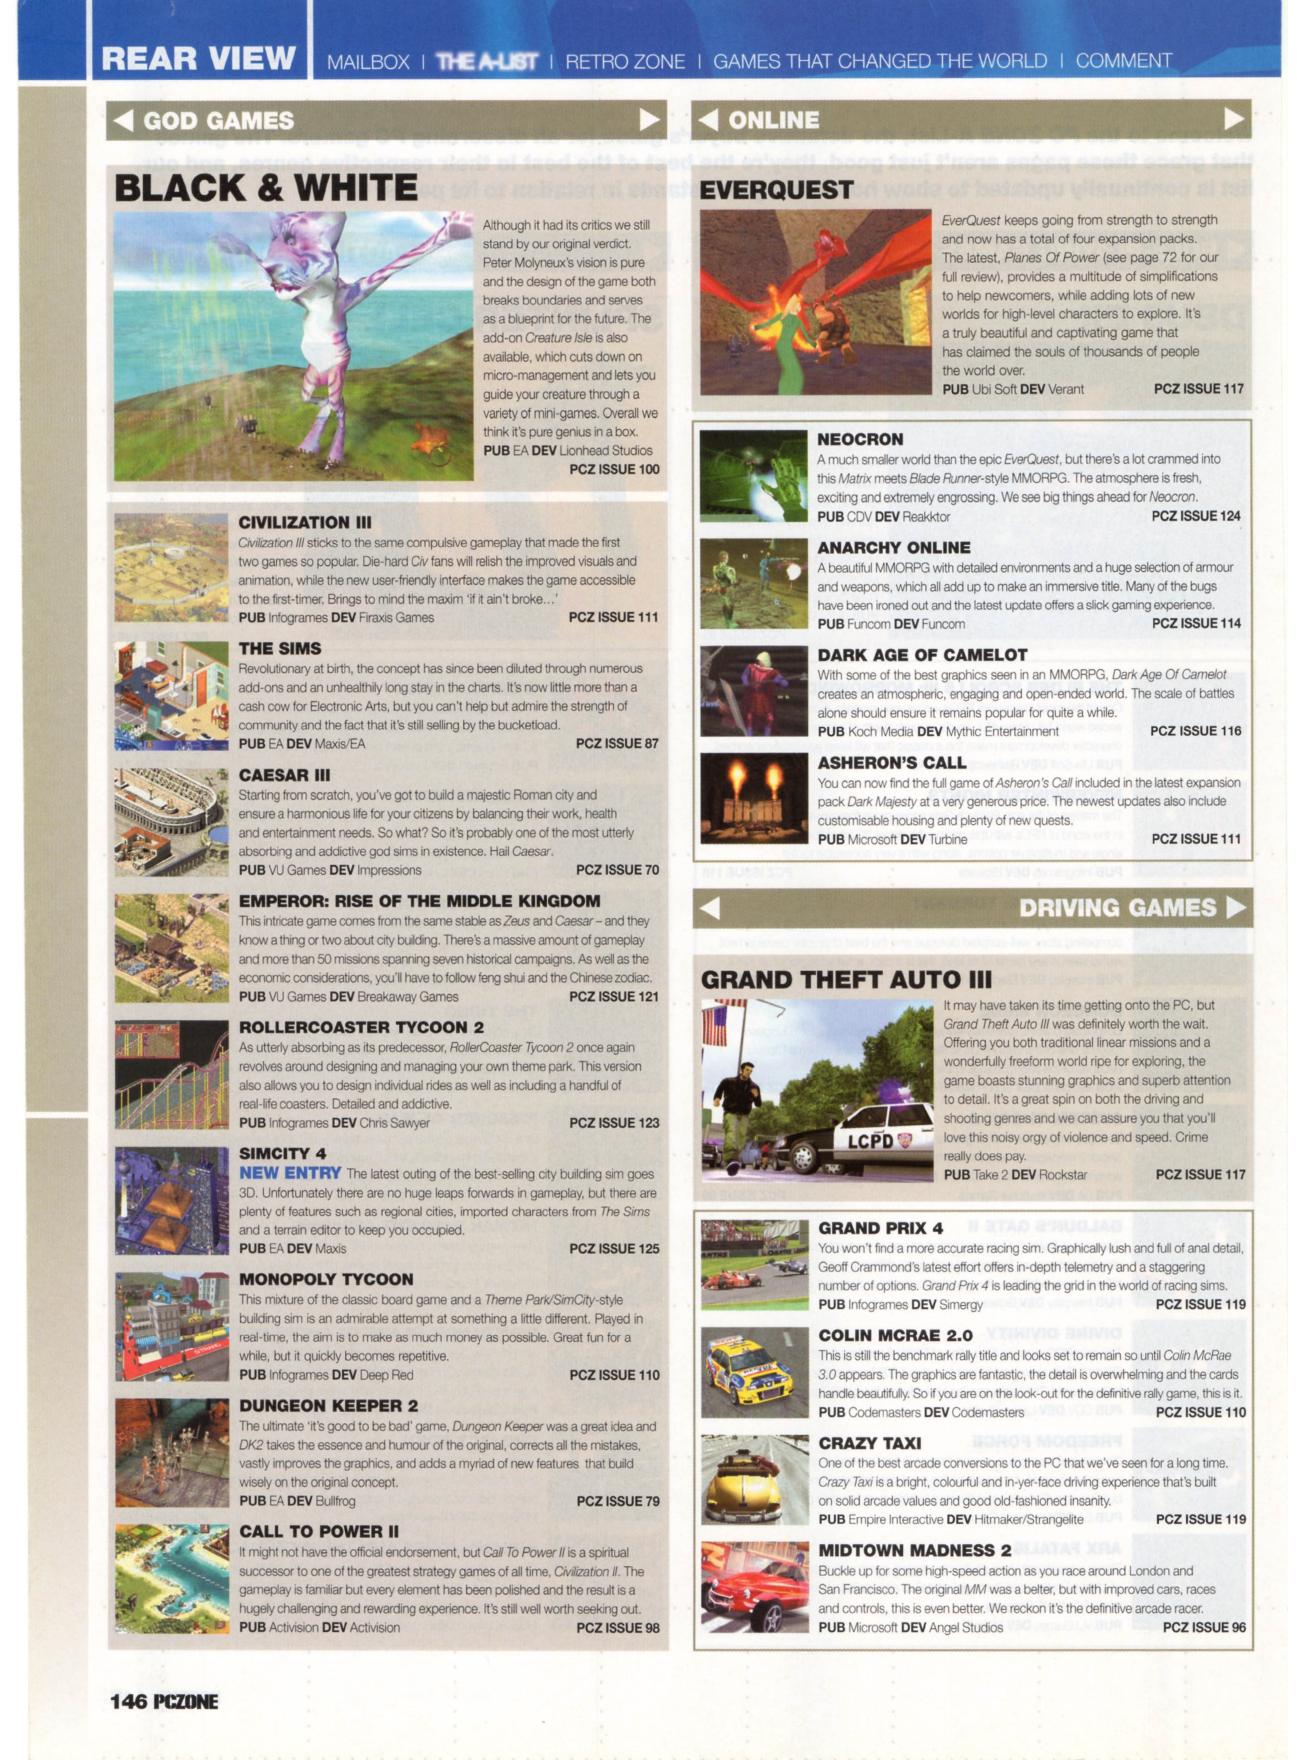 REAR VIEW
MAILBOX | THE A-LIST | RETRO ZONE | GAMES THAT CHANGED THE WORLD | COMMENT
GOD GAMES
BLACK & WHITE
Although it had its critics we still
stand by our original verdict.
Peter Molyneux's vision is pure
and the design of the game both
breaks boundaries and serves
as a blueprint for the future. The
add-on Creature Isle is also
available, which cuts down on
micro-management and lets you
guide your creature through a
variety of mini-games. Overall we
think it's pure genius in a box.
PUB EA DEV Lionhead Studios
PCZ ISSUE 100
CIVILIZATION III
Civilization III sticks to the same compulsive gameplay that made the first
two games so popular. Die-hard Civ fans will relish the improved visuals and
animation, while the new user-friendly interface makes the game accessible
to the first-timer. Brings to mind the maxim 'if it ain't broke...'
PUB Infogrames DEV Firaxis Games PCZ ISSUE 111
THE SIMS
Revolutionary at birth, the concept has since been diluted through numerous
add-ons and an unhealthily long stay in the charts. It's now little more than a
cash cow for Electronic Arts, but you can't help but admire the strength of
community and the fact that it's still selling by the bucketload.
PUB EA DEV Maxis/EA PCZ ISSUE 87
CAESAR III
Starting from scratch, you've got to build a majestic Roman city and
ensure a harmonious life for your citizens by balancing their work, health
and entertainment needs. So what? So it's probably one of the most utterly
absorbing and addictive god sims in existence. Hail Caesar.
PUB VU Games DEV Impressions PCZ ISSUE 70
EMPEROR: RISE OF THE MIDDLE KINGDOM
This intricate game comes from the same stable as Zeus and Caesar – and they
know a thing or two about city building. There's a massive amount of gameplay
and more than 50 missions spanning seven historical campaigns. As well as the
economic considerations, you'll have to follow feng shui and the Chinese zodiac.
PUB VU Games DEV Breakaway Games PCZ ISSUE 121
ROLLERCOASTER TYCOON 2
As utterly absorbing as its predecessor, RollerCoaster Tycoon 2 once again
revolves around designing and managing your own theme park. This version
also allows you to design individual rides as well as including a handful of
real-life coasters. Detailed and addictive.
PUB Infogrames DEV Chris Sawyer PCZ ISSUE 123
SIMCITY 4
NEW ENTRY The latest outing of the best-selling city building sim goes
3D. Unfortunately there are no huge leaps forwards in gameplay, but there are
plenty of features such as regional cities, imported characters from The Sims
and a terrain editor to keep you occupied.
PUB EA DEV Maxis PCZ ISSUE 125
MONOPOLY TYCOON
This mixture of the classic board game and a Theme Park/SimCity-style
building sim is an admirable attempt at something a little different. Played in
real-time, the aim is to make as much money as possible. Great fun for a
while, but it quickly becomes repetitive.
PUB Infogrames DEV Deep Red PCZ ISSUE 110
DUNGEON KEEPER 2
The ultimate 'it's good to be bad' game, Dungeon Keeper was a great idea and
DK2 takes the essence and humour of the original, corrects all the mistakes,
vastly improves the graphics, and adds a myriad of new features that build
wisely on the original concept.
PUB EA DEV Bullfrog PCZ ISSUE 79
CALL TO POWER II
It might not have the official endorsement, but Call To Power II is a spiritual
successor to one of the greatest strategy games of all time, Civilization II. The
gameplay is familiar but every element has been polished and the result is a
hugely challenging and rewarding experience. It's still well worth seeking out.
PUB Activision DEV Activision PCZ ISSUE 98
ONLINE
EVERQUEST
EverQuest keeps going from strength to strength
and now has a total of four expansion packs.
The latest, Planes Of Power (see page 72 for our
full review), provides a multitude of simplifications
to help newcomers, while adding lots of new
worlds for high-level characters to explore. It's
a truly beautiful and captivating game that
has claimed the souls of thousands of people
the world over.
PUB Ubi Soft DEV Verant PCZ ISSUE 117
NEOCRON
A much smaller world than the epic EverQuest, but there's a lot crammed into
this Matrix meets Blade Runner-style MMORPG. The atmosphere is fresh,
exciting and extremely engrossing. We see big things ahead for Neocron.
PUB CDV DEV Reakktor PCZ ISSUE 124
ANARCHY ONLINE
A beautiful MMORPG with detailed environments and a huge selection of armour
and weapons, which all add up to make an immersive title. Many of the bugs
have been ironed out and the latest update offers a slick gaming experience.
PUB Funcom DEV Funcom PCZ ISSUE 114
DARK AGE OF CAMELOT
With some of the best graphics seen in an MMORPG, Dark Age Of Camelot
creates an atmospheric, engaging and open-ended world. The scale of battles
alone should ensure it remains popular for quite a while.
PUB Koch Media DEV Mythic Entertainment PCZ ISSUE 116
ASHERON'S CALL
You can now find the full game of Asheron's Call included in the latest expansion
pack Dark Majesty at a very generous price. The newest updates also include
customisable housing and plenty of new quests.
PUB Microsoft DEV Turbine PCZ ISSUE 111
DRIVING GAMES
GRAND THEFT AUTO III
LCPD
It may have taken its time getting onto the PC, but
Grand Theft Auto III was definitely worth the wait.
Offering you both traditional linear missions and a
wonderfully freeform world ripe for exploring, the
game boasts stunning graphics and superb attention
to detail. It's a great spin on both the driving and
shooting genres and we can assure you that you'll
love this noisy orgy of violence and speed. Crime
really does pay.
PUB Take 2 DEV Rockstar PCZ ISSUE 117
GRAND PRIX 4
You won't find a more accurate racing sim. Graphically lush and full of anal detail,
Geoff Crammond's latest effort offers in-depth telemetry and a staggering
number of options. Grand Prix 4 is leading the grid in the world of racing sims.
PUB Infogrames DEV Simergy PCZ ISSUE 119
COLIN MCRAE 2.0
This is still the benchmark rally title and looks set to remain so until Colin McRae
3.0 appears. The graphics are fantastic, the detail is overwhelming and the cards
handle beautifully. So if you are on the look-out for the definitive rally game, this is it.
PUB Codemasters DEV Codemasters PCZ ISSUE 110
CRAZY TAXI
One of the best arcade conversions to the PC that we've seen for a long time.
Crazy Taxi is a bright, colourful and in-yer-face driving experience that's built
on solid arcade values and good old-fashioned insanity.
PUB Empire Interactive DEV Hitmaker/Strangelite PCZ ISSUE 119
MIDTOWN MADNESS 2
Buckle up for some high-speed action as you race around London and
San Francisco. The original MM was a belter, but with improved cars, races
and controls, this is even better. We reckon it's the definitive arcade racer.
PUB Microsoft DEV Angel Studios PCZ ISSUE 96
146 PCZONE